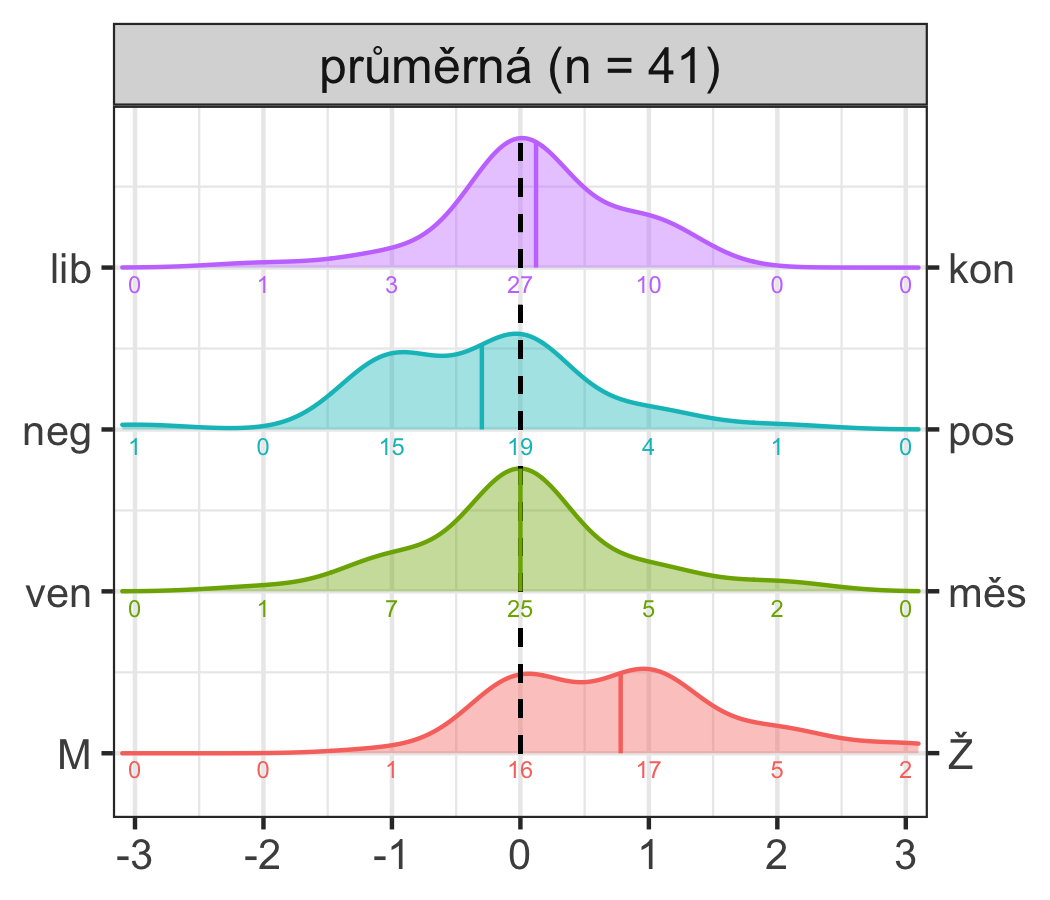 průměrná (n = 41)
lib kon
0 1 3 27 10 0 0
neg pos
1 0 15 19 4 1 0
ven měs
0 1 7 25 5 2 0
M Ž
0 0 1 16 17 5 2
-3 -2 -1 0 1 2 3